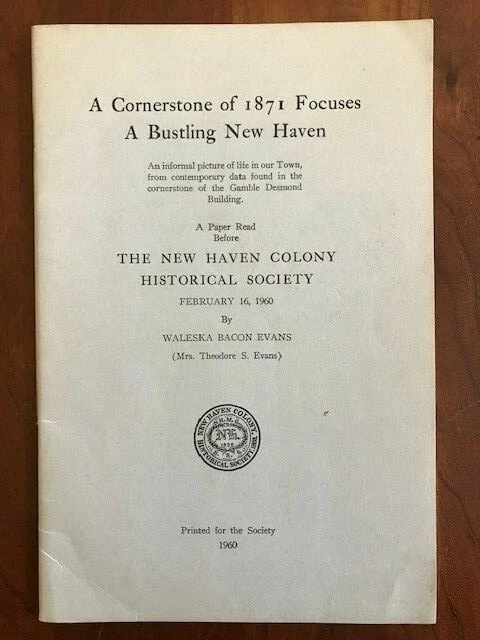 A Cornerstone of 1871 Focuses
A Bustling New Haven
An informal picture of life in our Town,
from contemporary data found in the
cornerstone of the Gamble Desmond
Building.
A Paper Read
Before
THE NEW HAVEN COLONY
HISTORICAL SOCIETY
FEBRUARY 16, 1960
By
WALESKA BACON EVANS
(Mrs. Theodore S. Evans)
NEW HAVEN COLONY
HISTORICAL SOCIETY
NH
Printed for the Society
1960